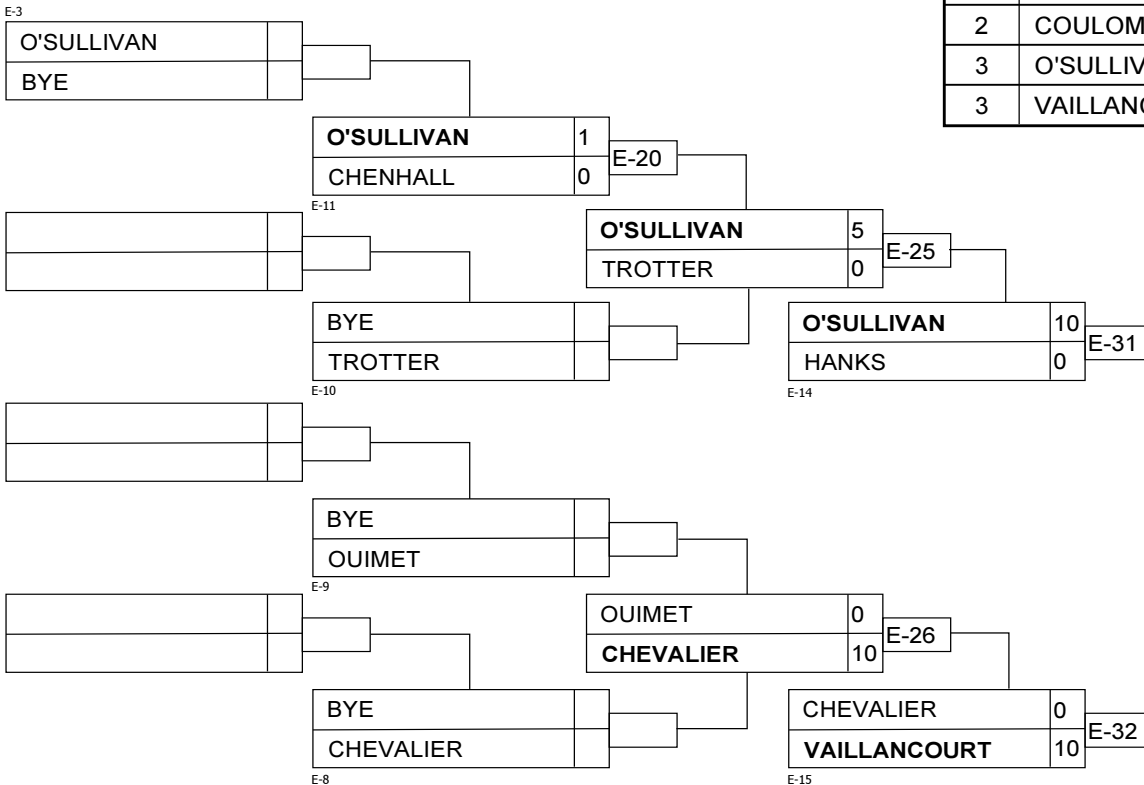 E-3
O'SULLIVAN
BYE
2 COULOM
3 O'SULLIV
3 VAILLAN
O'SULLIVAN 1
CHENHALL 0
E-20
E-11
O'SULLIVAN 5
TROTTER 0
E-25
BYE
TROTTER
E-10
O'SULLIVAN 10
HANKS 0
E-31
E-14
BYE
OUIMET
E-9
OUIMET 0
CHEVALIER 10
E-26
BYE
CHEVALIER
E-8
CHEVALIER 0
VAILLANCOURT 10
E-32
E-15